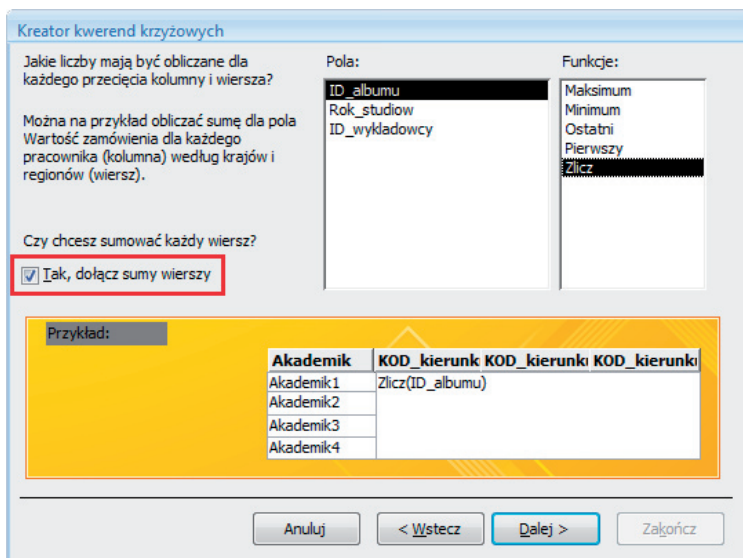 Kreator kwerend krzyżowych
Jakie liczby mają być obliczane dla
każdego przecięcia kolumny i wiersza?
Można na przykład obliczać sumę dla pola
Wartość zamówienia dla każdego
pracownika (kolumna) według krajów i
regionów (wiersz).
Czy chcesz sumować każdy wiersz?
Tak, dołącz sumy wierszy
Pola:
ID_albumu
Rok_studiow
ID_wykladowcy
Funkcje:
Maksimum
Minimum
Ostatni
Pierwszy
Zlicz
Przykład:
Akademik KOD_kierunk KOD_kierunk KOD_kierunk
Akademik1 Zlicz(ID_albumu)
Akademik2
Akademik3
Akademik4
Anuluj < Wstecz Dalej > Zakończ